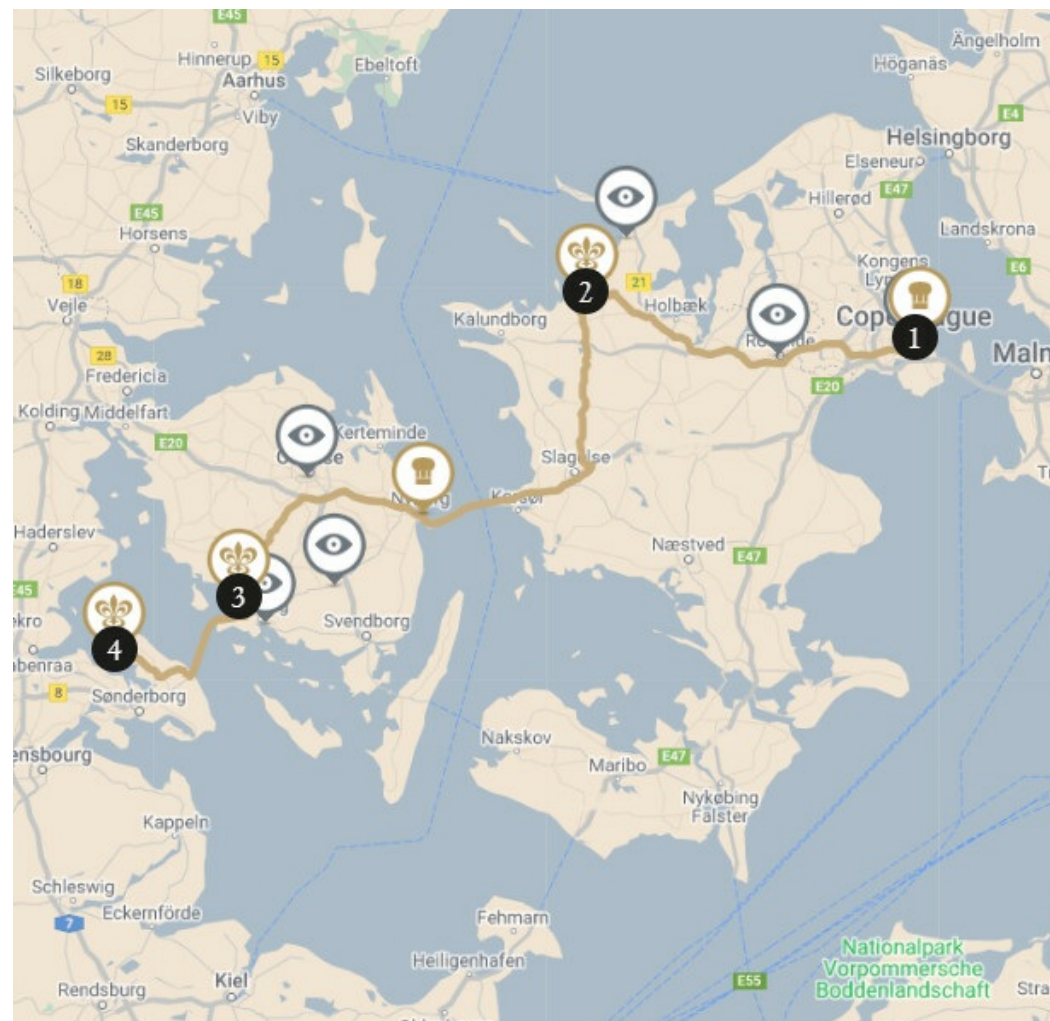 E45
Hinnerup
15
Silkeborg
Aarhus
Ebeltoft
15
Viby
Skanderborg
E45
Horsens
18
Vejle
28
Fredericia
Kolding
Middelfart
E20
Kerteminde
Haderslev
E45
Svendborg
Sønderborg
8
Ängelholm
Höganäs
E4
Helsingborg
Elseneur
Hillerød
E47
Landskrona
E6
Kongens
2
21
Holbæk
1
Kalundborg
E20
Slagelse
Næstved
E47
3
4
Nakskov
Maribo
E47
Nykøbing
Falster
Kappeln
Schleswig
7
Eckernförde
Fehmarn
Heiligenhafen
Kiel
Rendsburg
E55
Nationalpark
Vorpommersche
Boddenlandschaft